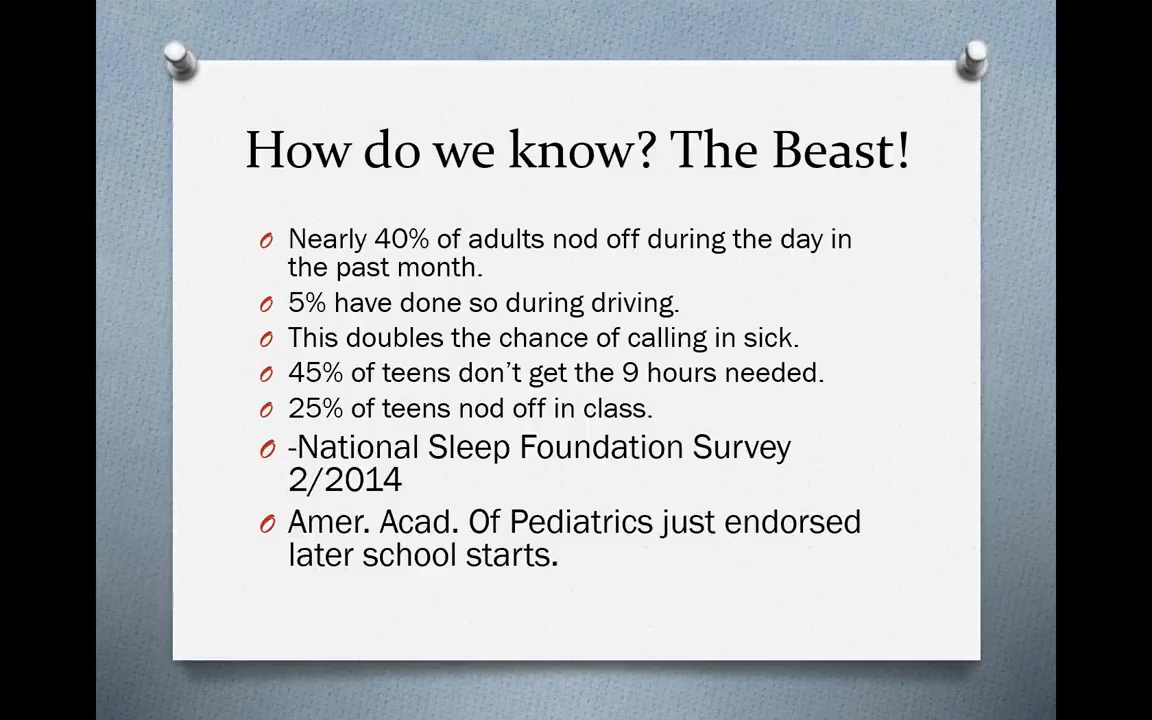 How do we know? The Beast!
Nearly 40% of adults nod off during the day in
the past month.
5% have done so during driving.
This doubles the chance of calling in sick.
45% of teens don’t get the 9 hours needed.
25% of teens nod off in class.
-National Sleep Foundation Survey
2/2014
Amer. Acad. Of Pediatrics just endorsed
later school starts.